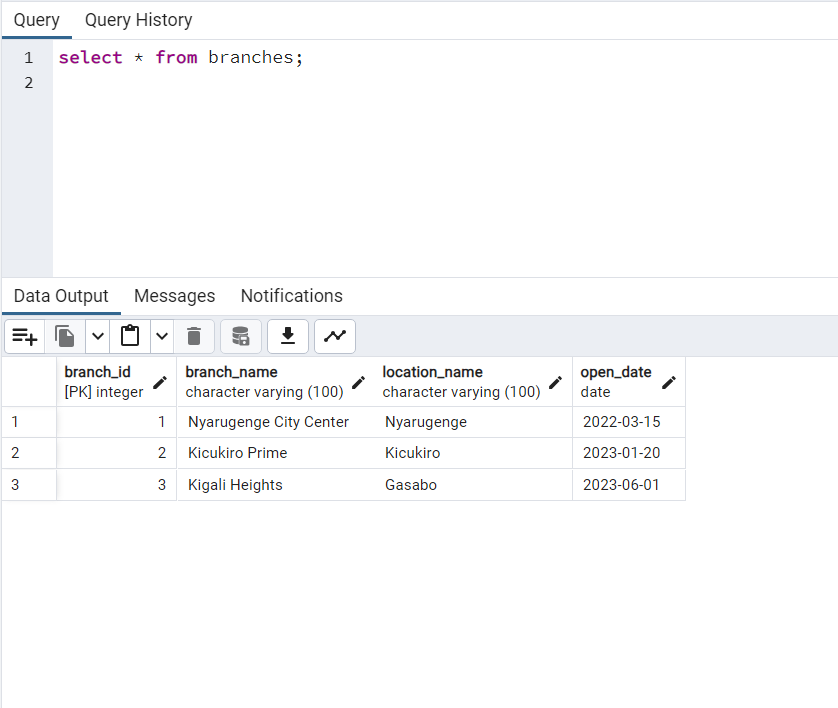 Query Query History
1 select * from branches;
2
Data Output Messages Notifications
branch_id branch_name location_name open_date
[PK] integer character varying (100) character varying (100) date
1 1 Nyarugenge City Center Nyarugenge 2022-03-15
2 2 Kicukiro Prime Kicukiro 2023-01-20
3 3 Kigali Heights Gasabo 2023-06-01